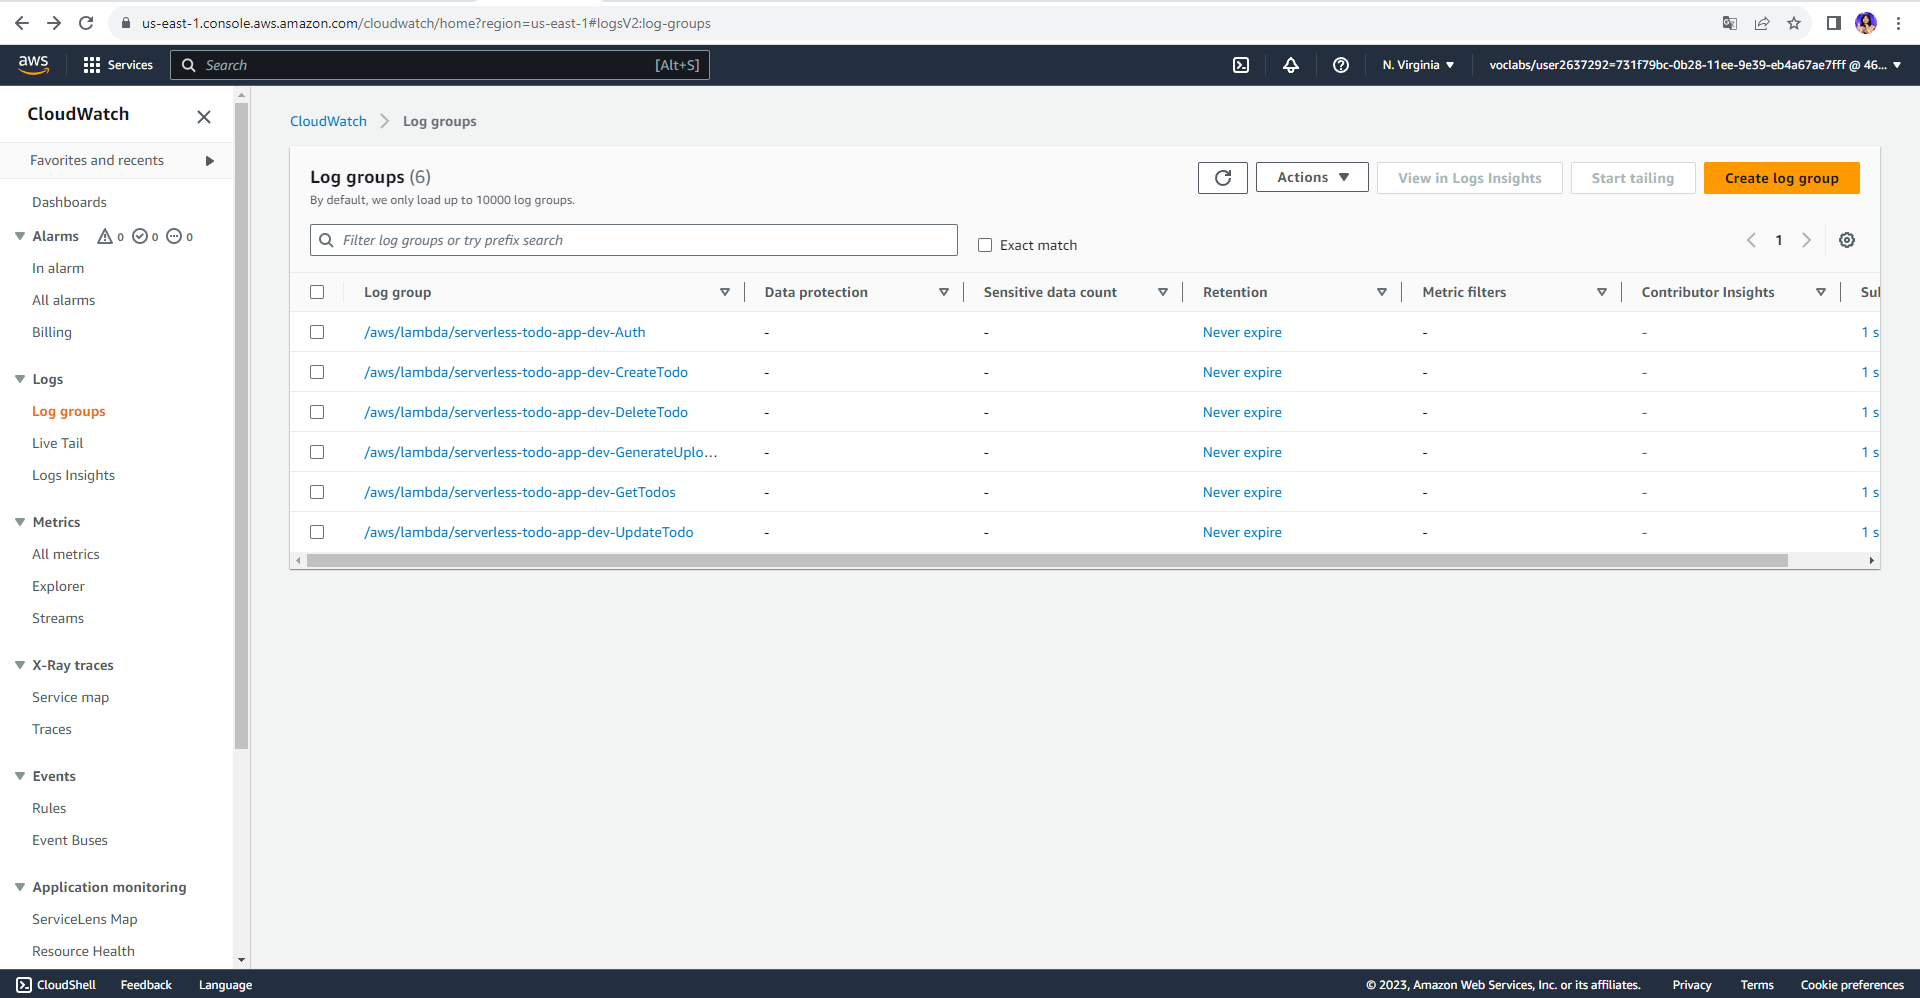 us-east-1.console.aws.amazon.com/cloudwatch/home?region=us-east-1#logsV2:log-groups
aws Services Search [Alt+S] N. Virginia voclabs/user2637292=731f79bc-0b28-11ee-9e39-eb4a67ae7fff @ 46...
CloudWatch
Favorites and recents
Dashboards
Alarms 0 0 0
In alarm
All alarms
Billing
Logs
Log groups
Live Tail
Logs Insights
Metrics
All metrics
Explorer
Streams
X-Ray traces
Service map
Traces
Events
Rules
Event Buses
Application monitoring
ServiceLens Map
Resource Health
CloudWatch Log groups
Log groups (6)
By default, we only load up to 10000 log groups.
Actions View in Logs Insights Start tailing Create log group
Filter log groups or try prefix search Exact match 1
Log group Data protection Sensitive data count Retention Metric filters Contributor Insights Sul
/aws/lambda/serverless-todo-app-dev-Auth - - Never expire - - 1 s
/aws/lambda/serverless-todo-app-dev-CreateTodo - - Never expire - - 1 s
/aws/lambda/serverless-todo-app-dev-DeleteTodo - - Never expire - - 1 s
/aws/lambda/serverless-todo-app-dev-GenerateUplo... - - Never expire - - 1 s
/aws/lambda/serverless-todo-app-dev-GetTodos - - Never expire - - 1 s
/aws/lambda/serverless-todo-app-dev-UpdateTodo - - Never expire - - 1 s
CloudShell Feedback Language © 2023, Amazon Web Services, Inc. or its affiliates. Privacy Terms Cookie preferences